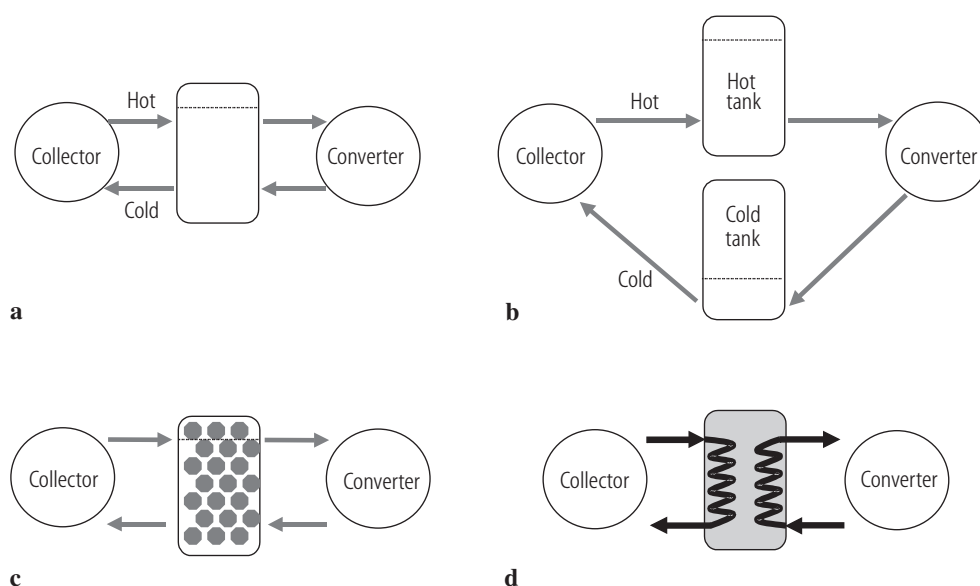 Hot
Collector
Converter
Cold
a
Hot
tank
Hot
Collector
Converter
Cold
tank
Cold
b
Collector
Converter
c
Collector
Converter
d